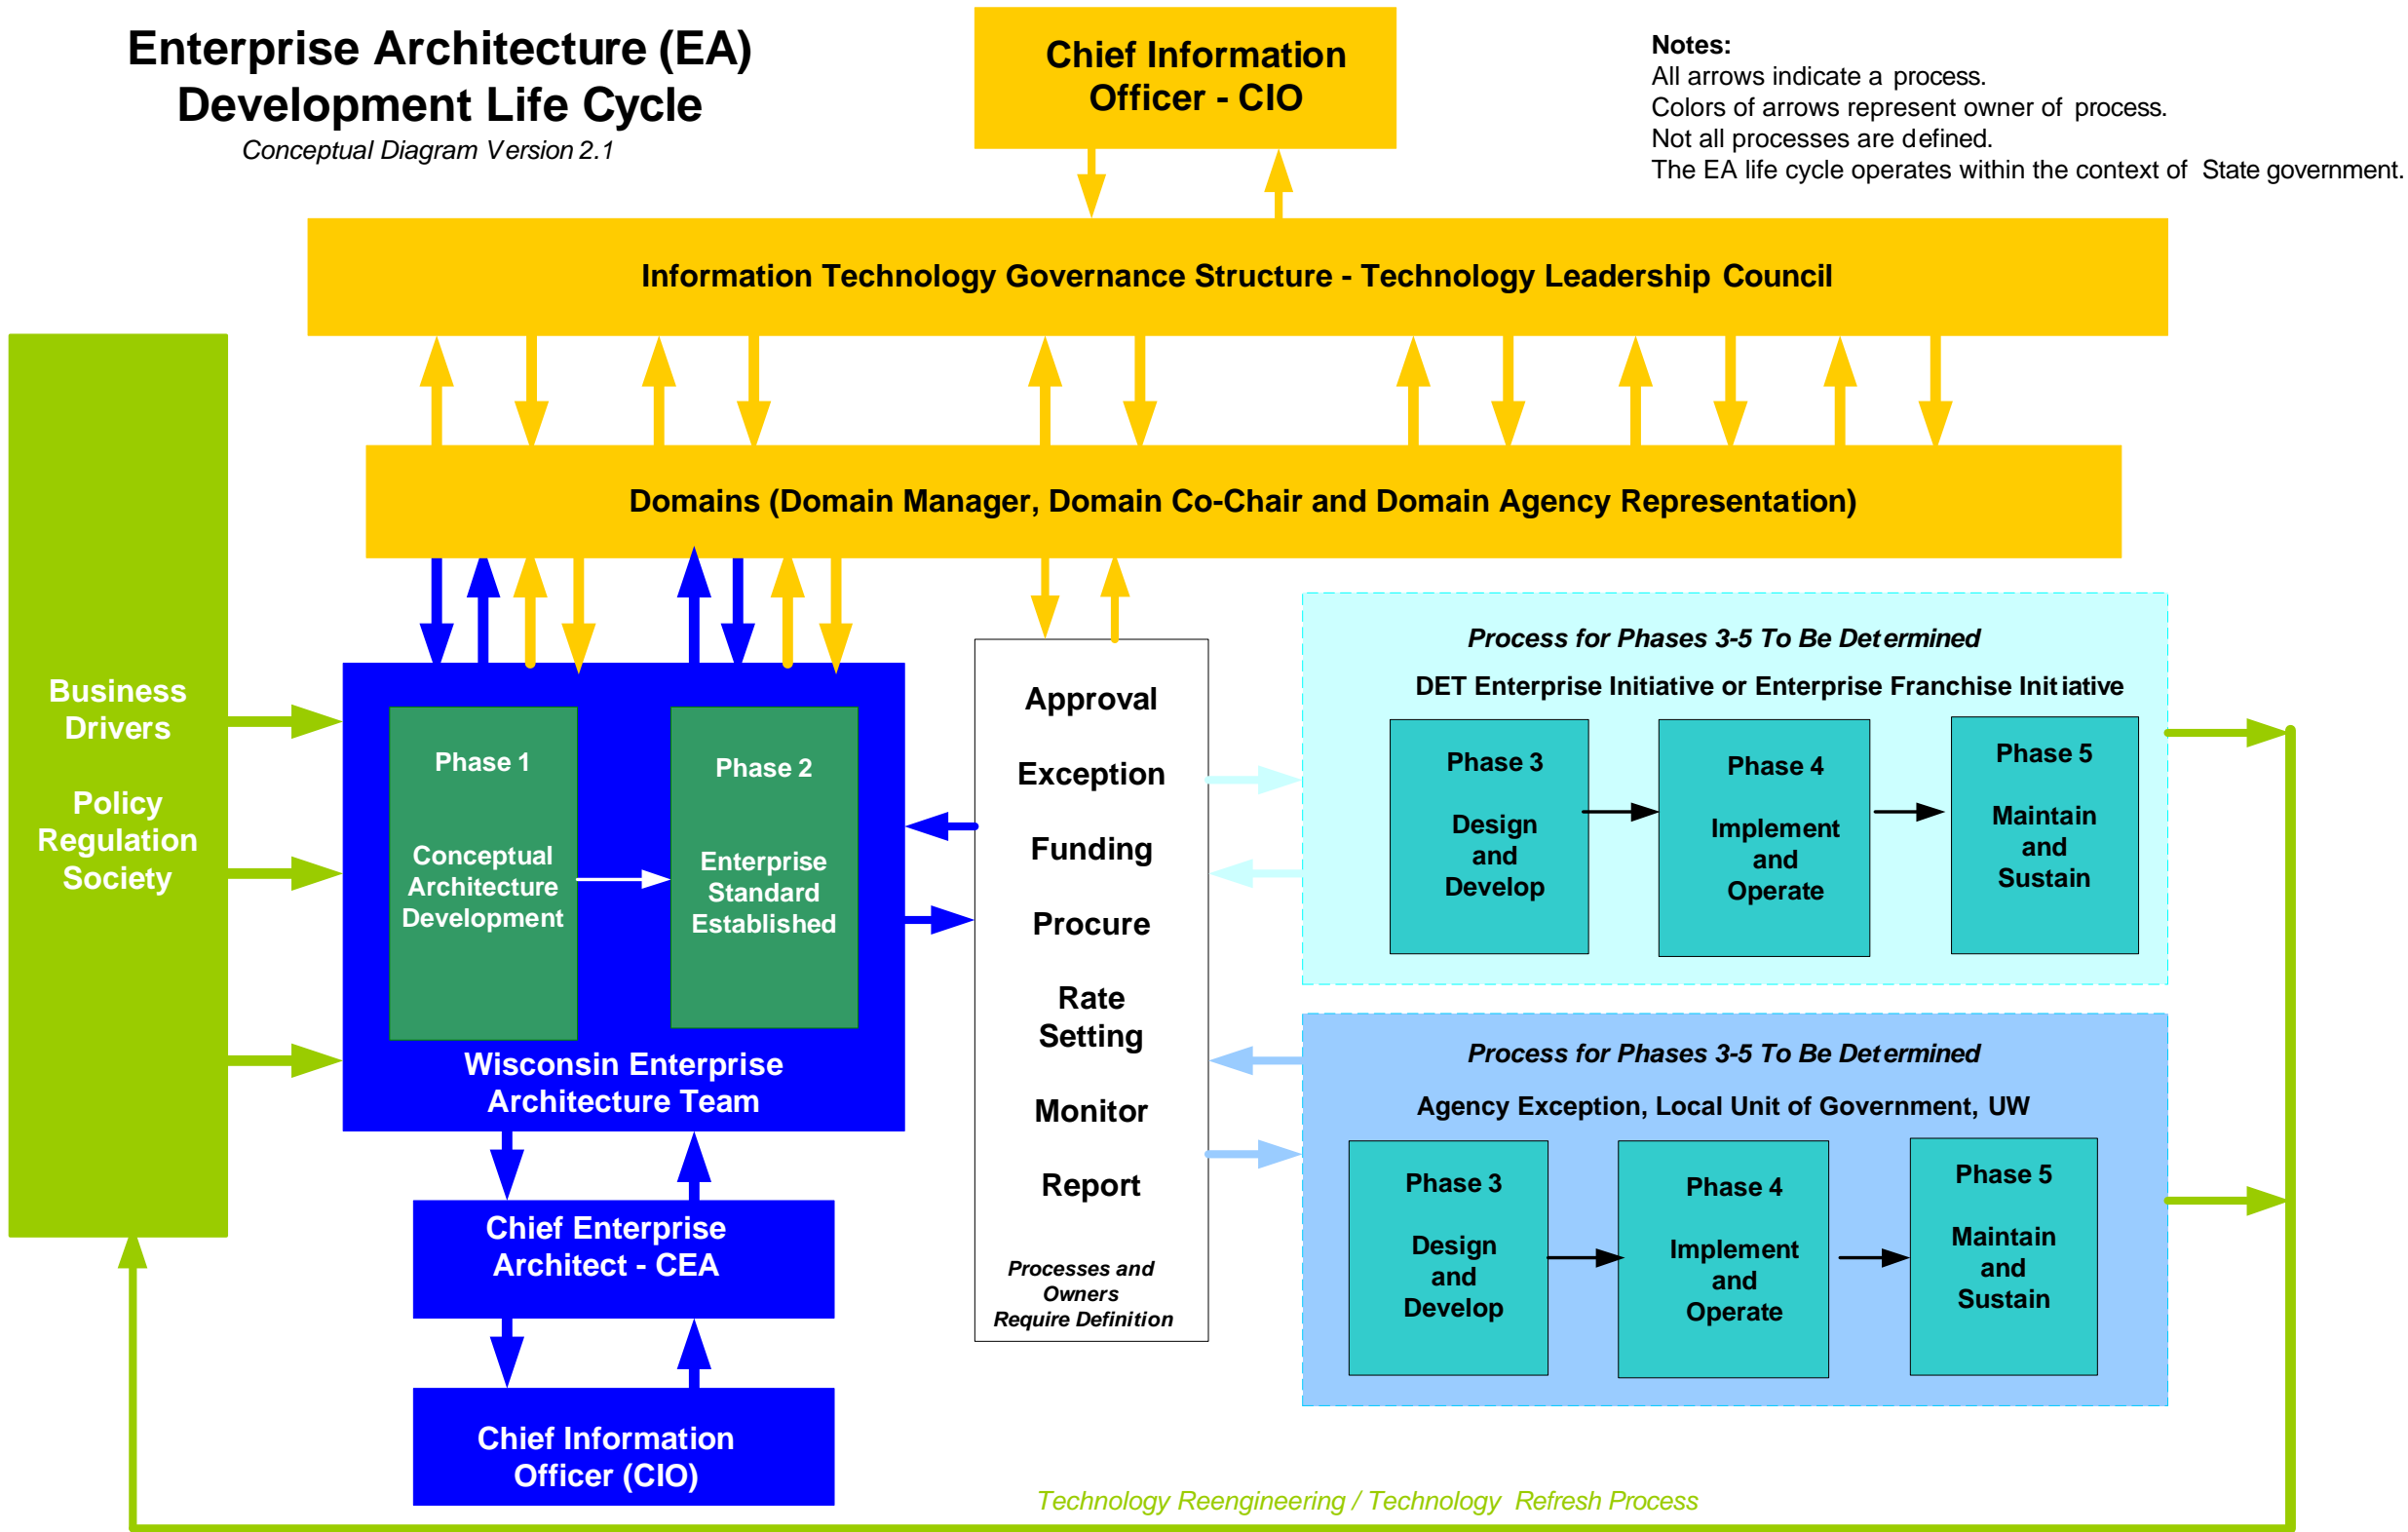 Enterprise Architecture (EA)
Development Life Cycle
Conceptual Diagram Version 2.1
Chief Information
Officer - CIO
Notes:
All arrows indicate a process.
Colors of arrows represent owner of process.
Not all processes are defined.
The EA life cycle operates within the context of State government.
Information Technology Governance Structure - Technology Leadership Council
Domains (Domain Manager, Domain Co-Chair and Domain Agency Representation)
Business
Drivers
Policy
Regulation
Society
Phase 1
Conceptual
Architecture
Development
Phase 2
Enterprise
Standard
Established
Wisconsin Enterprise
Architecture Team
Chief Enterprise
Architect - CEA
Chief Information
Officer (CIO)
Approval
Exception
Funding
Procure
Rate
Setting
Monitor
Report
Processes and
Owners
Require Definition
Process for Phases 3-5 To Be Determined
DET Enterprise Initiative or Enterprise Franchise Initiative
Phase 3
Design
and
Develop
Phase 4
Implement
and
Operate
Phase 5
Maintain
and
Sustain
Process for Phases 3-5 To Be Determined
Agency Exception, Local Unit of Government, UW
Phase 3
Design
and
Develop
Phase 4
Implement
and
Operate
Phase 5
Maintain
and
Sustain
Technology Reengineering / Technology Refresh Process